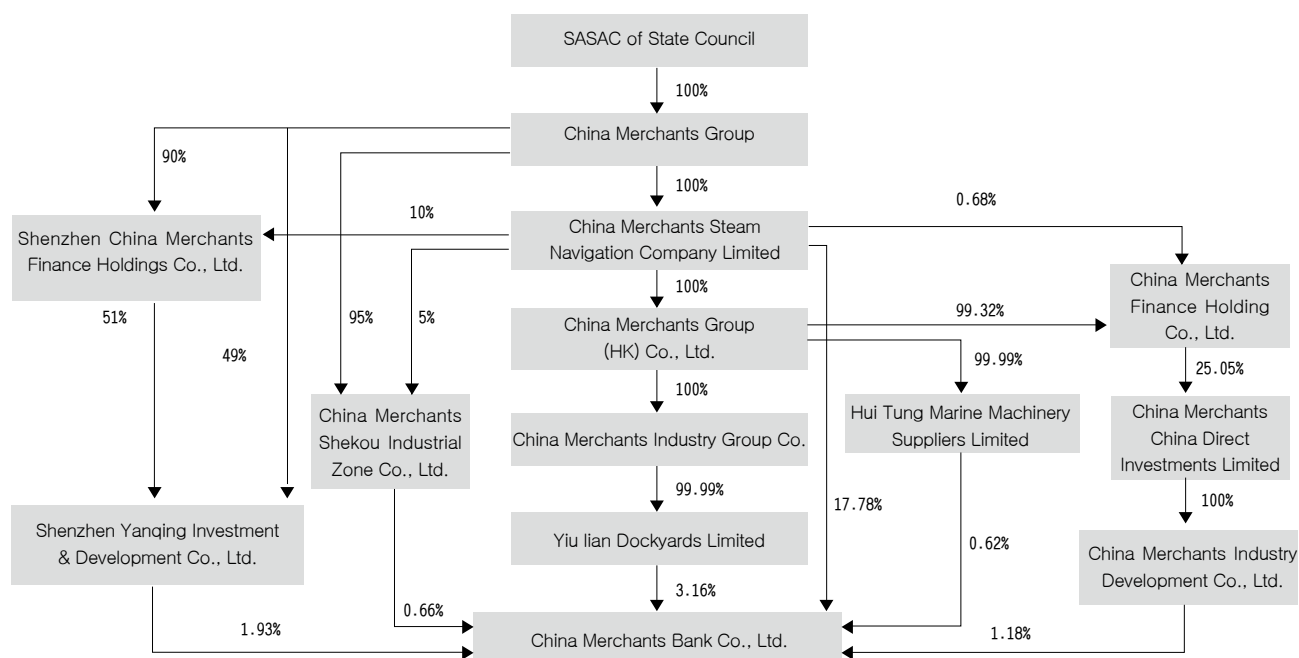 SASAC of State Council
100%
China Merchants Group
90%
100%
0.68%
10%
Shenzhen China Merchants
Finance Holdings Co., Ltd.
China Merchants Steam
Navigation Company Limited
China Merchants
Finance Holding
Co., Ltd.
51%
49%
95%
5%
100%
99.32%
China Merchants Group
(HK) Co., Ltd.
99.99%
25.05%
100%
China Merchants
Shekou Industrial
Zone Co., Ltd.
China Merchants Industry Group Co.
Hui Tung Marine Machinery
Suppliers Limited
China Merchants
China Direct
Investments Limited
99.99%
17.78%
100%
Shenzhen Yanqing Investment
& Development Co., Ltd.
Yiu lian Dockyards Limited
0.62%
China Merchants Industry
Development Co., Ltd.
3.16%
0.66%
1.93%
China Merchants Bank Co., Ltd.
1.18%